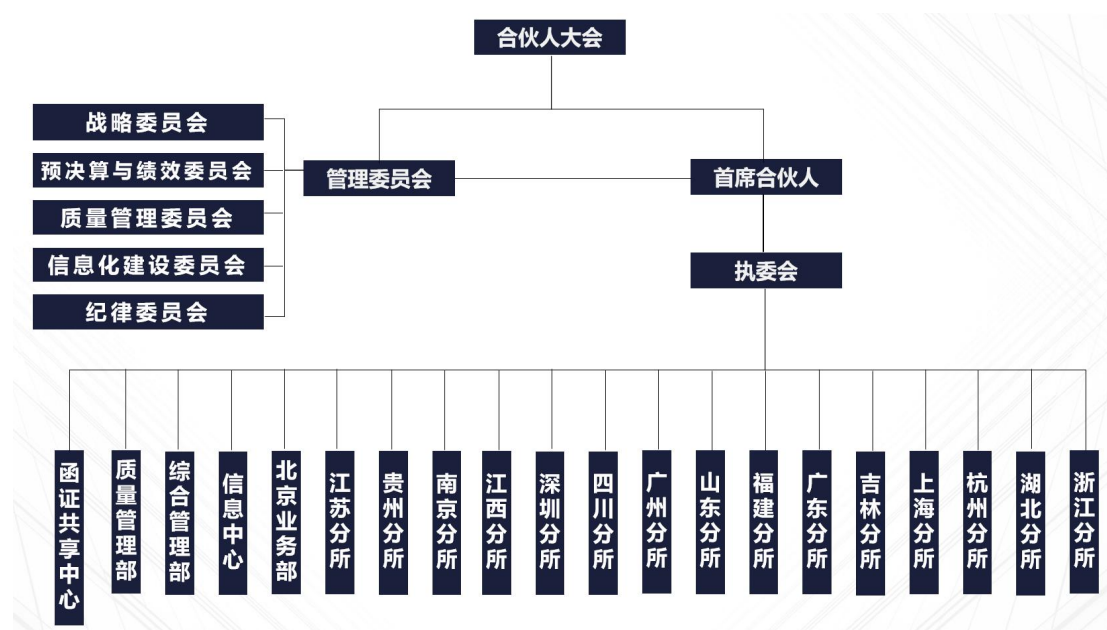 合伙人大会
战略委员会
预决算与绩效委员会
质量管理委员会
信息化建设委员会
纪律委员会
管理委员会
首席合伙人
执委会
函证共享中心
质量管理部
综合管理部
信息中心
北京业务部
江苏分所
贵州分所
南京分所
江西分所
深圳分所
四川分所
广州分所
山东分所
福建分所
广东分所
吉林分所
上海分所
杭州分所
湖北分所
浙江分所